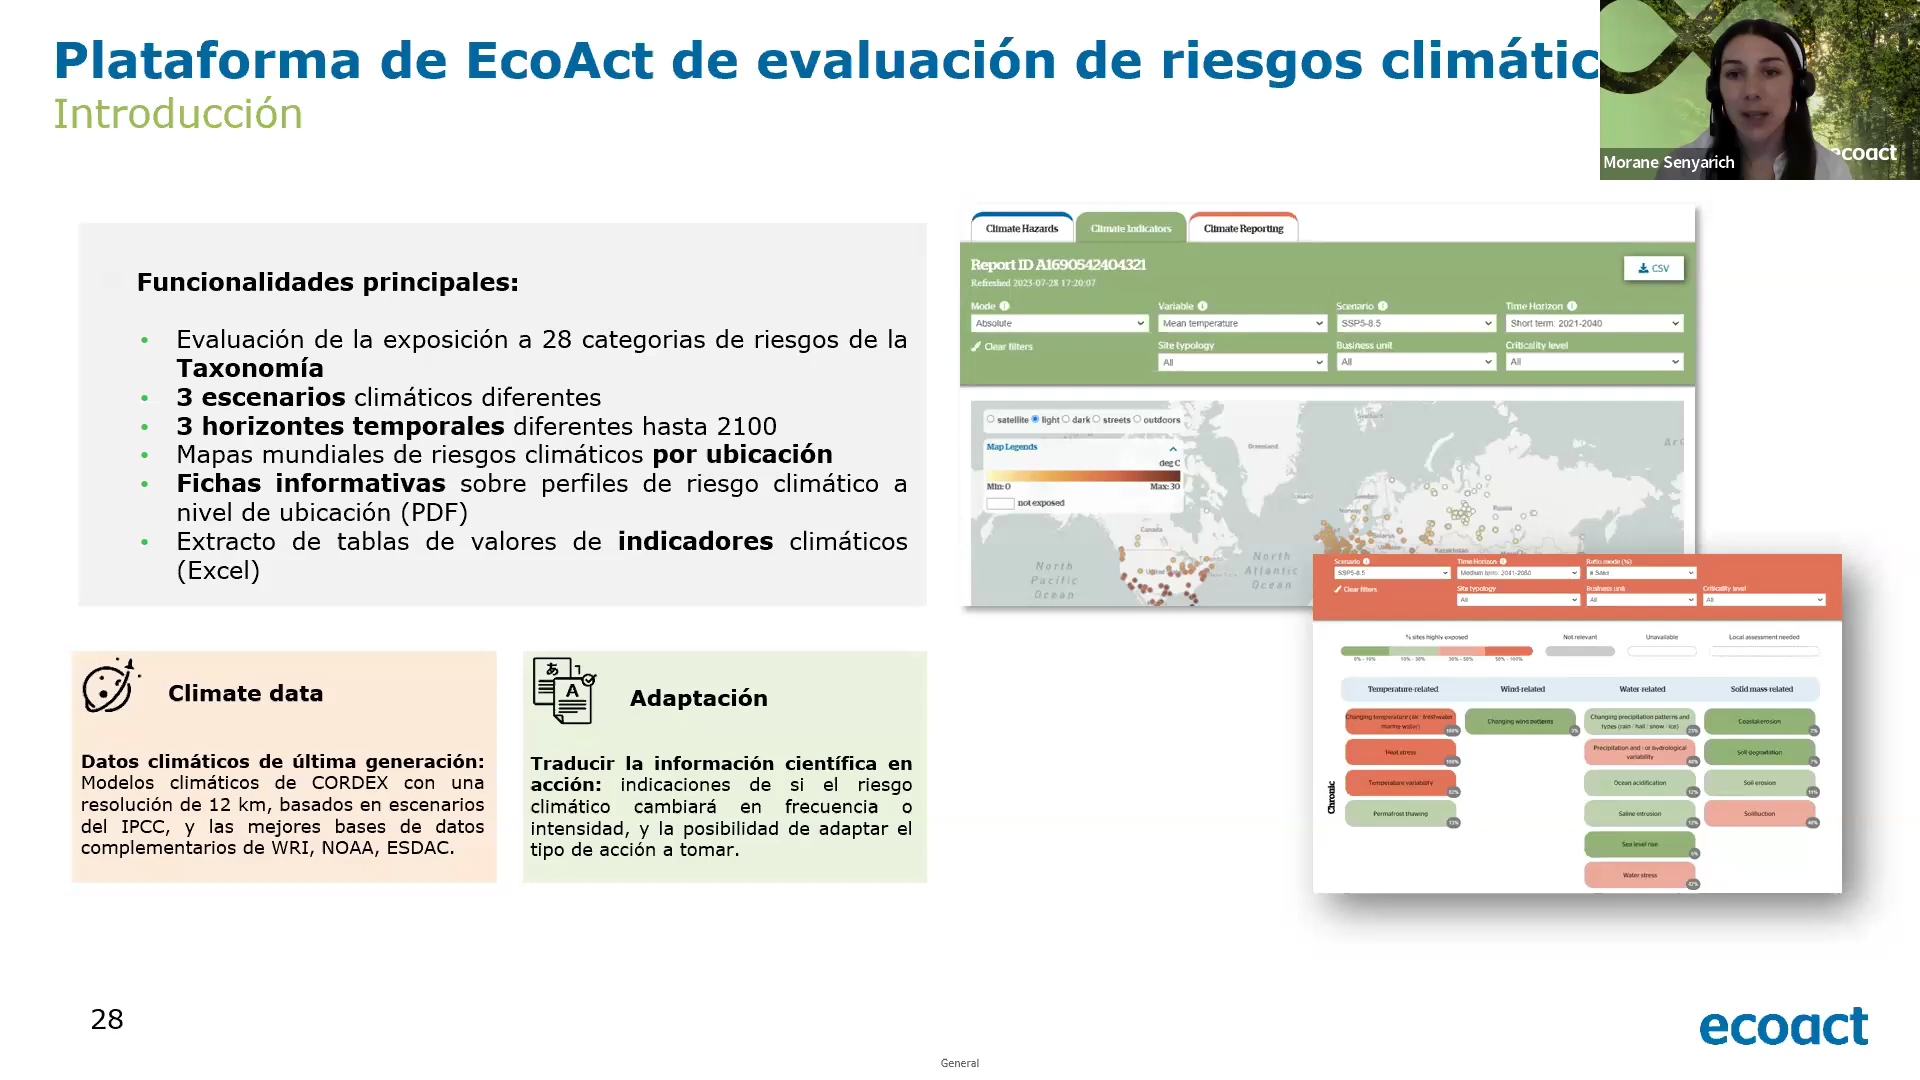 Plataforma de EcoAct de evaluación de riesgos climátic
Introducción
Morane Senyarich
ecoact
Funcionalidades principales:
• Evaluación de la exposición a 28 categorias de riesgos de la
Taxonomía
• 3 escenarios climáticos diferentes
• 3 horizontes temporales diferentes hasta 2100
• Mapas mundiales de riesgos climáticos por ubicación
• Fichas informativas sobre perfiles de riesgo climático a
nivel de ubicación (PDF)
• Extracto de tablas de valores de indicadores climáticos
(Excel)
Climate data
Datos climáticos de última generación:
Modelos climáticos de CORDEX con una
resolución de 12 km, basados en escenarios
del IPCC, y las mejores bases de datos
complementarios de WRI, NOAA, ESDAC.
Adaptación
Traducir la información científica en
acción: indicaciones de si el riesgo
climático cambiará en frecuencia o
intensidad, y la posibilidad de adaptar el
tipo de acción a tomar.
Climate Hazards Climate Indicators Climate Reporting
Report ID A1690542404321
Refreshed 2023-07-28 17:20:07
CSV
Mode Variable Scenario Time Horizon
Absolute Mean temperature SSP5-8.5 Short term: 2021-2040
Clear filters Site typology Business unit Criticality level
All All All
satellite light dark streets outdoors
Map Legends
deg C
Min: 0 Max: 30
not exposed
Greenland
Norway
Russia
Canada
Kazakhstan
North
Pacific
Ocean
North
Atlantic
Ocean
Scenario Time Horizon Ratio mode (%)
SSP5-8.5 Medium term: 2041-2060 # Sites
Clear filters Site typology Business unit Criticality level
All All All
% sites highly exposed Not relevant Unavailable Local assessment needed
0% - 10% 10% - 30% 30% - 50% 50% - 100%
Temperature-related Wind-related Water-related Solid mass-related
Chronic
Changing temperature (air / freshwater
marine water)
100%
Heat stress
100%
Temperature variability
Permafrost thawing
13%
Changing wind patterns
Changing precipitation patterns and
types (rain / hail / snow / ice)
Precipitation and / or hydrological
variability
Ocean acidification
12%
Saline intrusion
12%
Sea level rise
Water stress
Coastal erosion
Soil degradation
Soil erosion
11%
Solifluction
28
ecoact
General